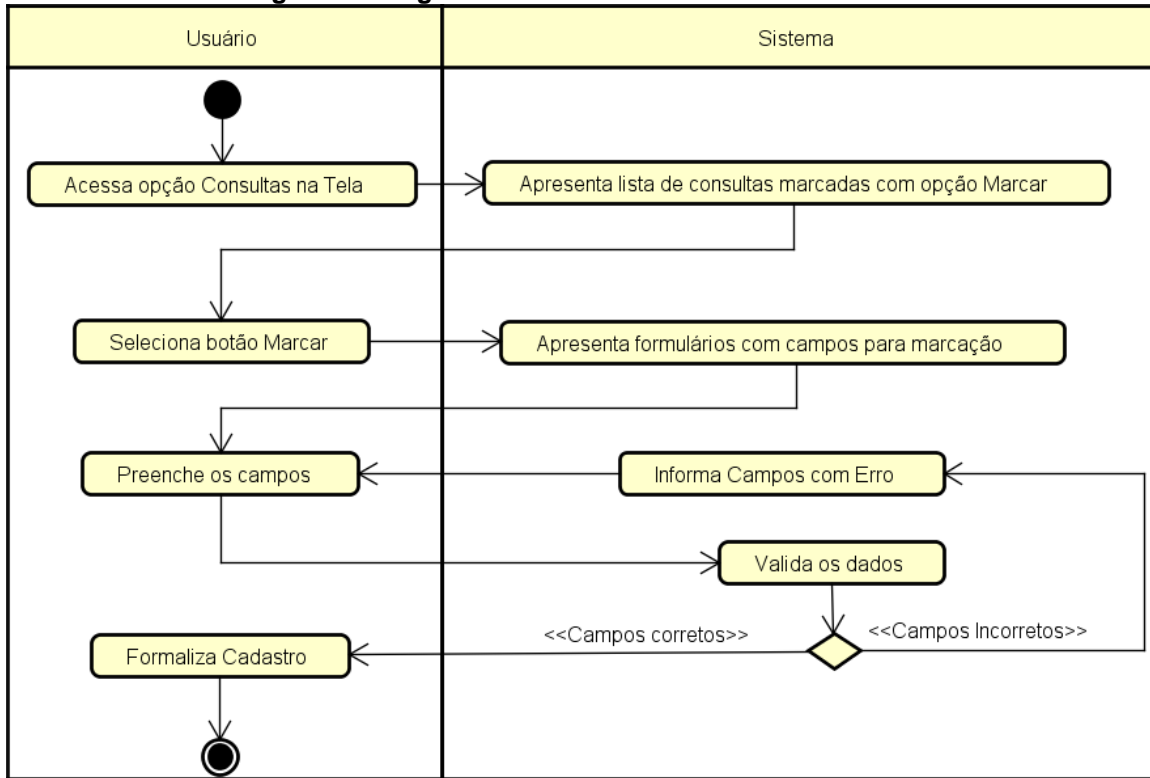 Usuário
Sistema
Acessa opção Consultas na Tela
Apresenta lista de consultas marcadas com opção Marcar
Seleciona botão Marcar
Apresenta formulários com campos para marcação
Preenche os campos
Informa Campos com Erro
Valida os dados
<<Campos corretos>>
<<Campos Incorretos>>
Formaliza Cadastro